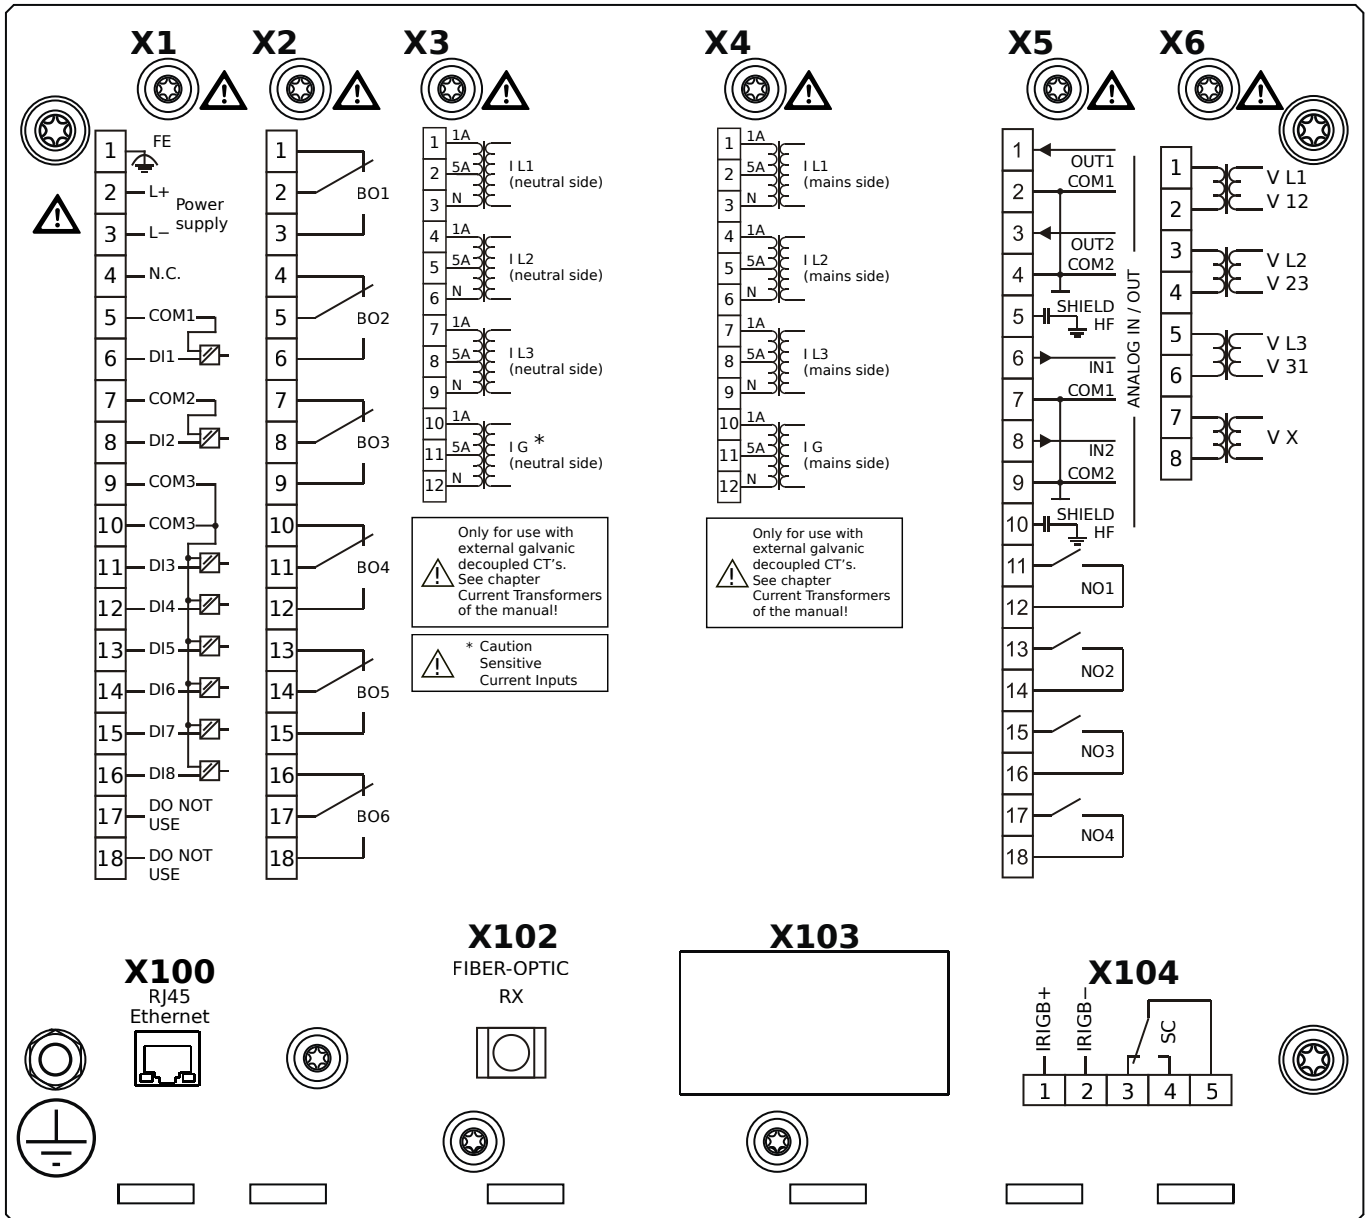 X1
1
FE
2
L+
Power
supply
3
L−
4
N.C.
5
COM1
6
DI1
7
COM2
8
DI2
9
COM3
10
COM3
11
DI3
12
DI4
13
DI5
14
DI6
15
DI7
16
DI8
17
DO NOT
USE
18
DO NOT
USE
X2
1
2
BO1
3
4
5
BO2
6
7
8
BO3
9
10
11
BO4
12
13
14
BO5
15
16
17
BO6
18
X3
1 1A
2 5A
3 N
I L1
(neutral side)
4 1A
5 5A
6 N
I L2
(neutral side)
7 1A
8 5A
9 N
I L3
(neutral side)
10 1A
11 5A
12 N
I G *
(neutral side)
Only for use with
external galvanic
decoupled CT's.
See chapter
Current Transformers
of the manual!
* Caution
Sensitive
Current Inputs
X4
1 1A
2 5A
3 N
I L1
(mains side)
4 1A
5 5A
6 N
I L2
(mains side)
7 1A
8 5A
9 N
I L3
(mains side)
10 1A
11 5A
12 N
I G
(mains side)
Only for use with
external galvanic
decoupled CT's.
See chapter
Current Transformers
of the manual!
X5
1
OUT1
2
COM1
3
OUT2
4
COM2
5
SHIELD
HF
6
IN1
7
COM1
8
IN2
9
COM2
10
SHIELD
HF
ANALOG IN / OUT
11
NO1
12
13
NO2
14
15
NO3
16
17
NO4
18
X6
1
V L1
2
V 12
3
V L2
4
V 23
5
V L3
6
V 31
7
V X
8
X100
RJ45
Ethernet
X102
FIBER-OPTIC
RX
X103
X104
IRIGB+
IRIGB−
SC
1 2 3 4 5